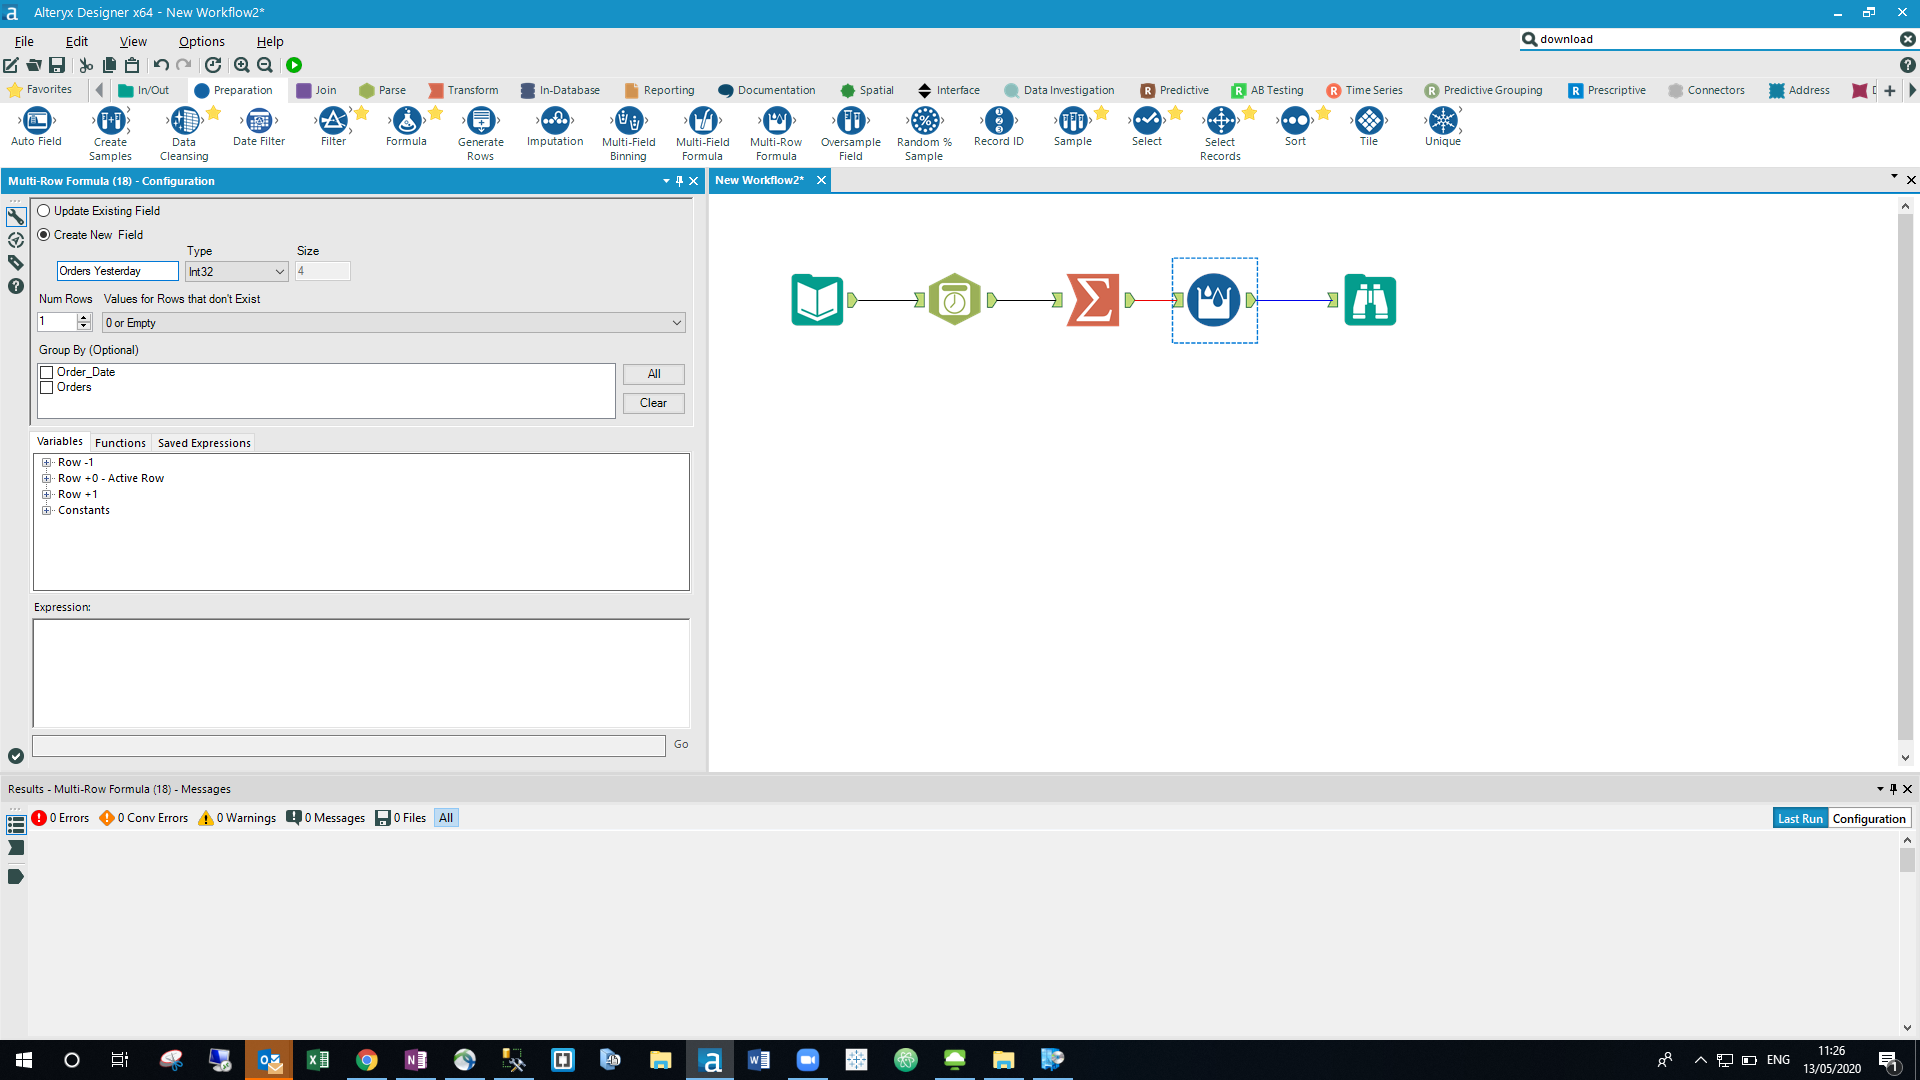 a Alteryx Designer x64 - New Workflow2*
File Edit View Options Help
download
Favorites In/Out Preparation Join Parse Transform In-Database Reporting Documentation Spatial Interface Data Investigation Predictive AB Testing Time Series Predictive Grouping Prescriptive Connectors Address
Auto Field Create Samples Data Cleansing Date Filter Filter Formula Generate Rows Imputation Multi-Field Binning Multi-Field Formula Multi-Row Formula Oversample Field Random % Sample Record ID Sample Select Select Records Sort Tile Unique
Multi-Row Formula (18) - Configuration
New Workflow2*
Update Existing Field
Create New Field
Type Size
Orders Yesterday Int32 4
Num Rows Values for Rows that don't Exist
1 0 or Empty
Group By (Optional)
Order_Date
Orders
All
Clear
Variables Functions Saved Expressions
Row -1
Row +0 - Active Row
Row +1
Constants
Expression:
Go
Results - Multi-Row Formula (18) - Messages
0 Errors 0 Conv Errors 0 Warnings 0 Messages 0 Files All
Last Run Configuration
ENG
11:26
13/05/2020
1